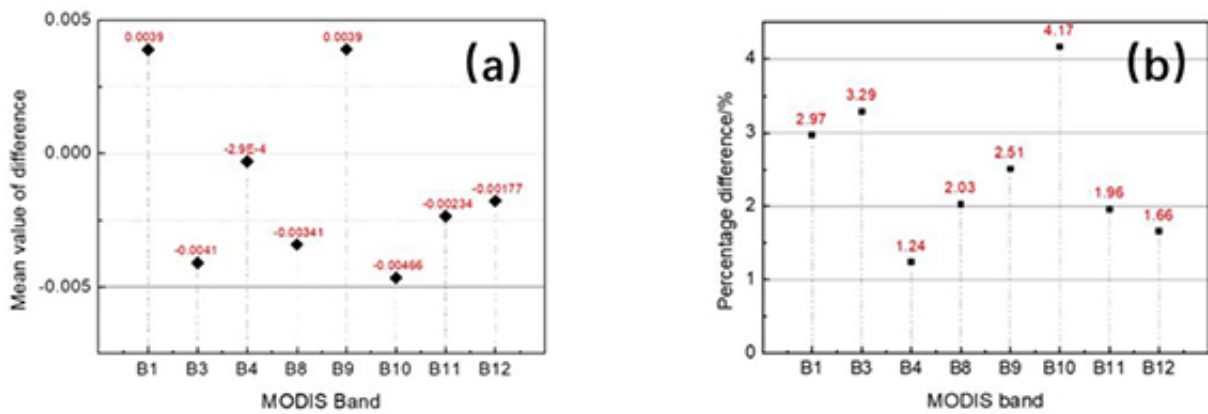 0.005
0.000
-0.005
Mean value of difference
0.0039
-0.0041
-2.9E-4
-0.00341
0.0039
-0.00466
-0.00234
-0.00177
(a)
B1 B3 B4 B8 B9 B10 B11 B12
MODIS Band
4
3
2
1
0
Percentage difference/%
2.97
3.29
1.24
2.03
2.51
4.17
1.96
1.66
(b)
B1 B3 B4 B8 B9 B10 B11 B12
MODIS band